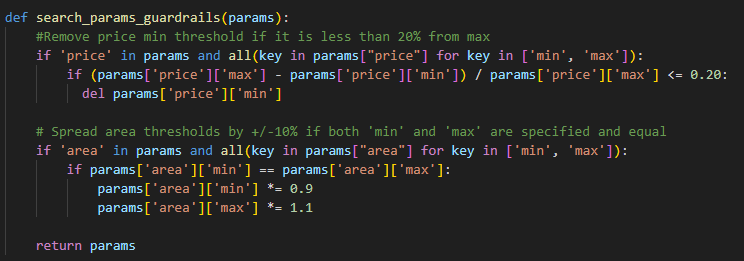 def search_params_guardrails(params):
    #Remove price min threshold if it is less than 20% from max
    if 'price' in params and all(key in params["price"] for key in ['min', 'max']):
        if (params['price']['max'] - params['price']['min']) / params['price']['max'] <= 0.20:
          del params['price']['min']

    # Spread area thresholds by +/-10% if both 'min' and 'max' are specified and equal
    if 'area' in params and all(key in params["area"] for key in ['min', 'max']):
        if params['area']['min'] == params['area']['max']:
            params['area']['min'] *= 0.9
            params['area']['max'] *= 1.1

    return params